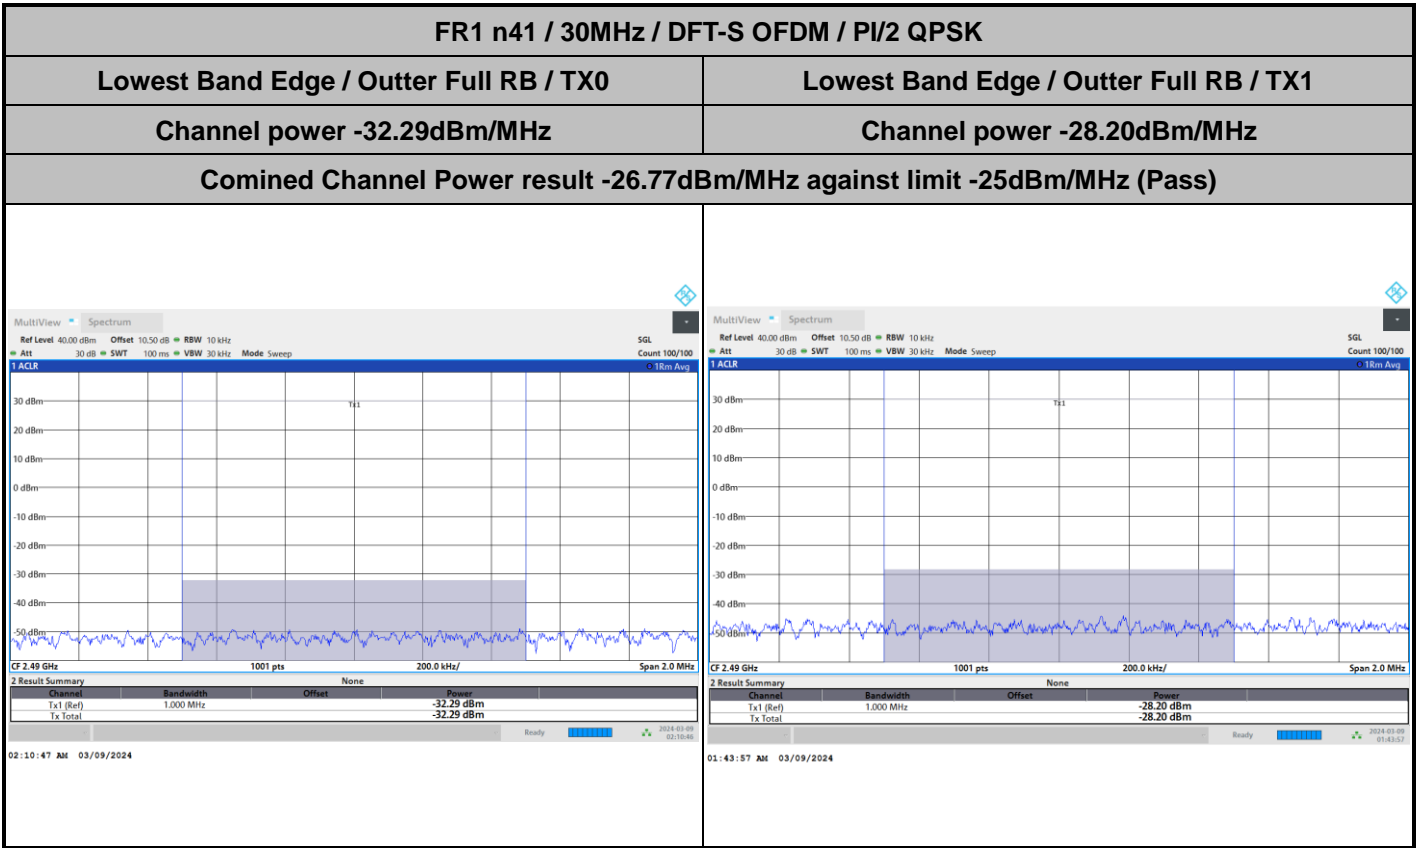 FR1 n41 / 30MHz / DFT-S OFDM / PI/2 QPSK
Lowest Band Edge / Outter Full RB / TX0
Lowest Band Edge / Outter Full RB / TX1
Channel power -32.29dBm/MHz
Channel power -28.20dBm/MHz
Comined Channel Power result -26.77dBm/MHz against limit -25dBm/MHz (Pass)
MultiView Spectrum
Ref Level 40.00 dBm Offset 10.50 dB RBW 10 kHz SGL
Att 30 dB SWT 100 ms VBW 30 kHz Mode Sweep Count 100/100
1 ACLR 1Rm Avg
Tx1
30 dBm
20 dBm
10 dBm
0 dBm
-10 dBm
-20 dBm
-30 dBm
-40 dBm
-50 dBm
CF 2.49 GHz 1001 pts 200.0 kHz/ Span 2.0 MHz
2 Result Summary None
Channel Bandwidth Offset Power
Tx1 (Ref) 1.000 MHz -32.29 dBm
Tx Total -32.29 dBm
Ready 2024-03-09
02:10:46
02:10:47 AM 03/09/2024
MultiView Spectrum
Ref Level 40.00 dBm Offset 10.50 dB RBW 10 kHz SGL
Att 30 dB SWT 100 ms VBW 30 kHz Mode Sweep Count 100/100
1 ACLR 1Rm Avg
Tx1
30 dBm
20 dBm
10 dBm
0 dBm
-10 dBm
-20 dBm
-30 dBm
-40 dBm
-50 dBm
CF 2.49 GHz 1001 pts 200.0 kHz/ Span 2.0 MHz
2 Result Summary None
Channel Bandwidth Offset Power
Tx1 (Ref) 1.000 MHz -28.20 dBm
Tx Total -28.20 dBm
Ready 2024-03-09
01:43:57
01:43:57 AM 03/09/2024